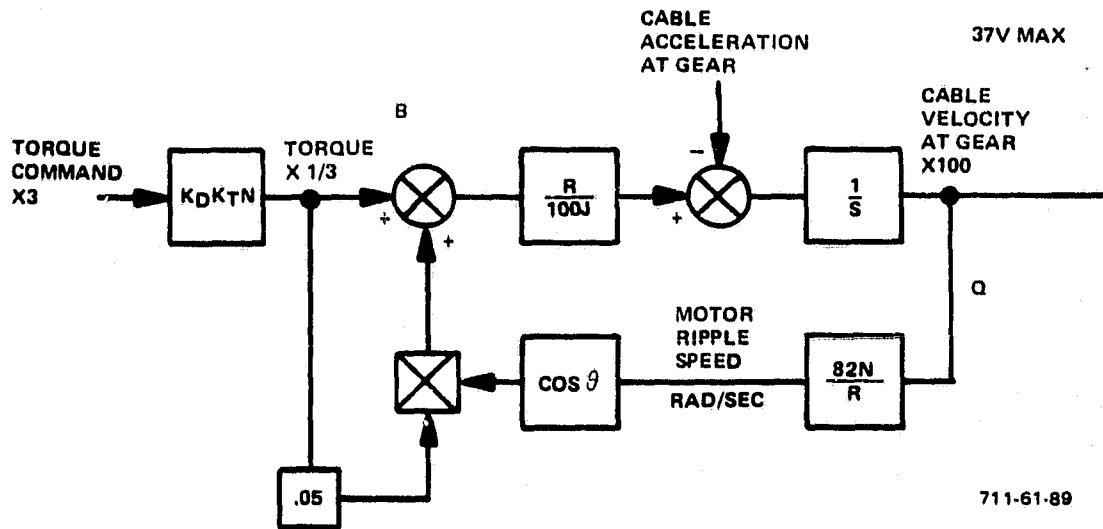 CABLE
ACCELERATION
AT GEAR
37V MAX
CABLE
VELOCITY
AT GEAR
X100
B
TORQUE
COMMAND
X3
KDKTN
TORQUE
X 1/3
+
+
R
100J
−
+
1
S
Q
MOTOR
RIPPLE
SPEED
RAD/SEC
COS θ
82N
R
.05
711-61-89